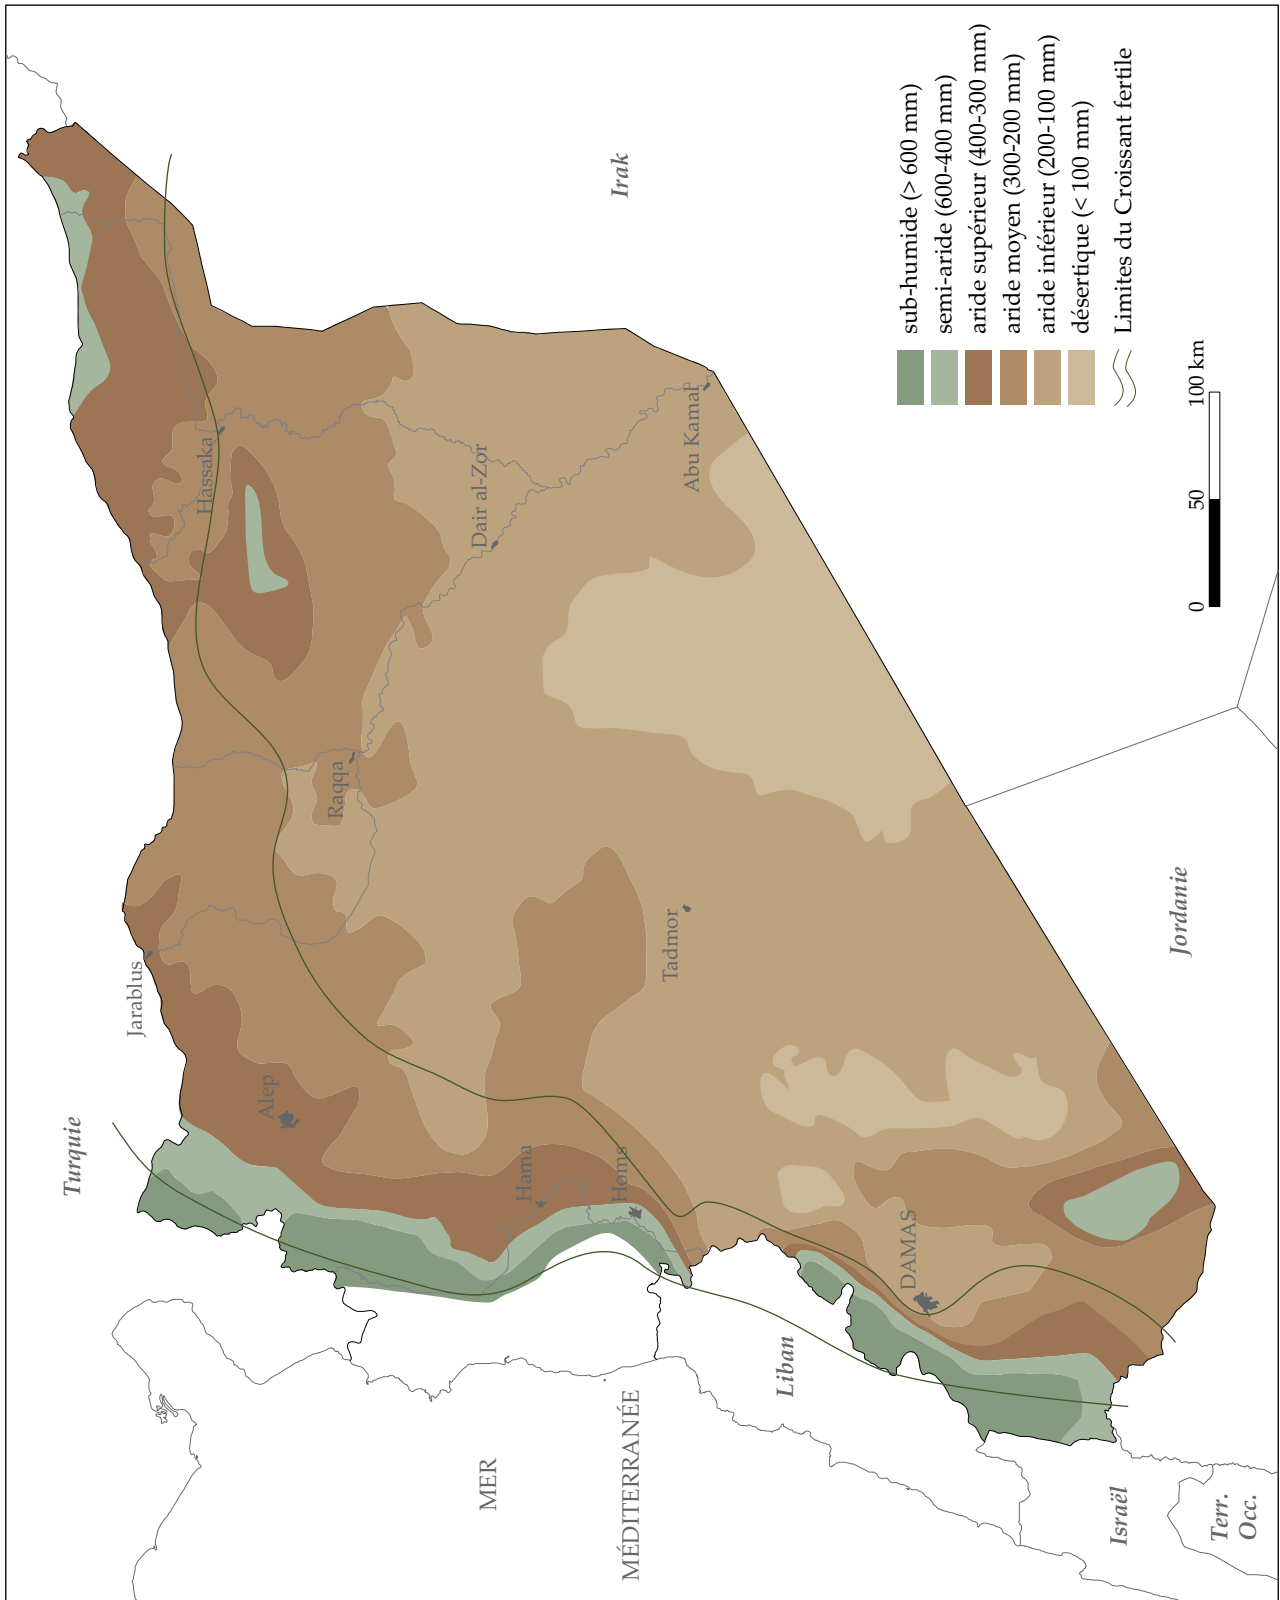 Turquie
Jarablus
Hassaka
Alep
Raqqa
Dair al-Zor
Irak
Hama
Homs
Tadmor
Abu Kamal
MER
MÉDITERRANÉE
Liban
DAMAS
Israël
Terr.
Occ.
Jordanie
sub-humide (> 600 mm)
semi-aride (600-400 mm)
aride supérieur (400-300 mm)
aride moyen (300-200 mm)
aride inférieur (200-100 mm)
désertique (< 100 mm)
Limites du Croissant fertile
0 50 100 km